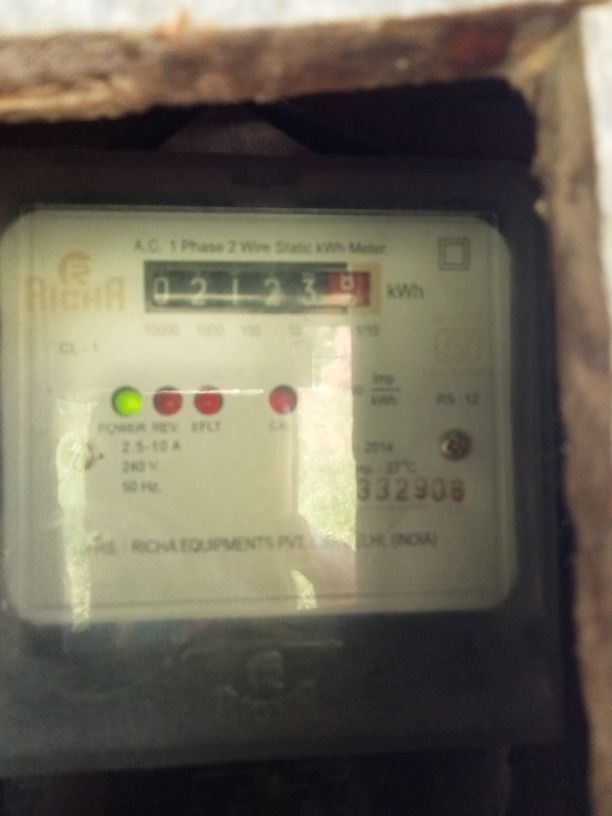 A.C. 1 Phase 2 Wire Static kWh Meter.
RICHA
0 2 1 2 3
kWh
10000 1000 100 1/10
CL - 1
Imp
kWh
POWER REV. EFLT
RS : 12
2.5-10 A
2014
240 V.
50 Hz.
332906
RICHA EQUIPMENTS PVT. (INDIA)